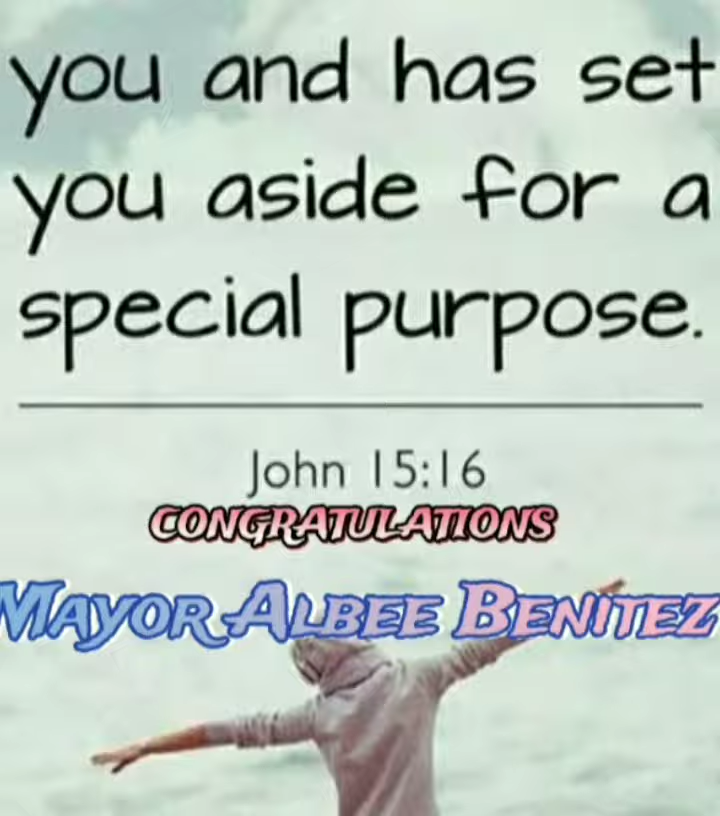 you and has set
you aside for a
special purpose.
John 15:16
CONGRATULATIONS
MAYOR ALBEE BENITEZ